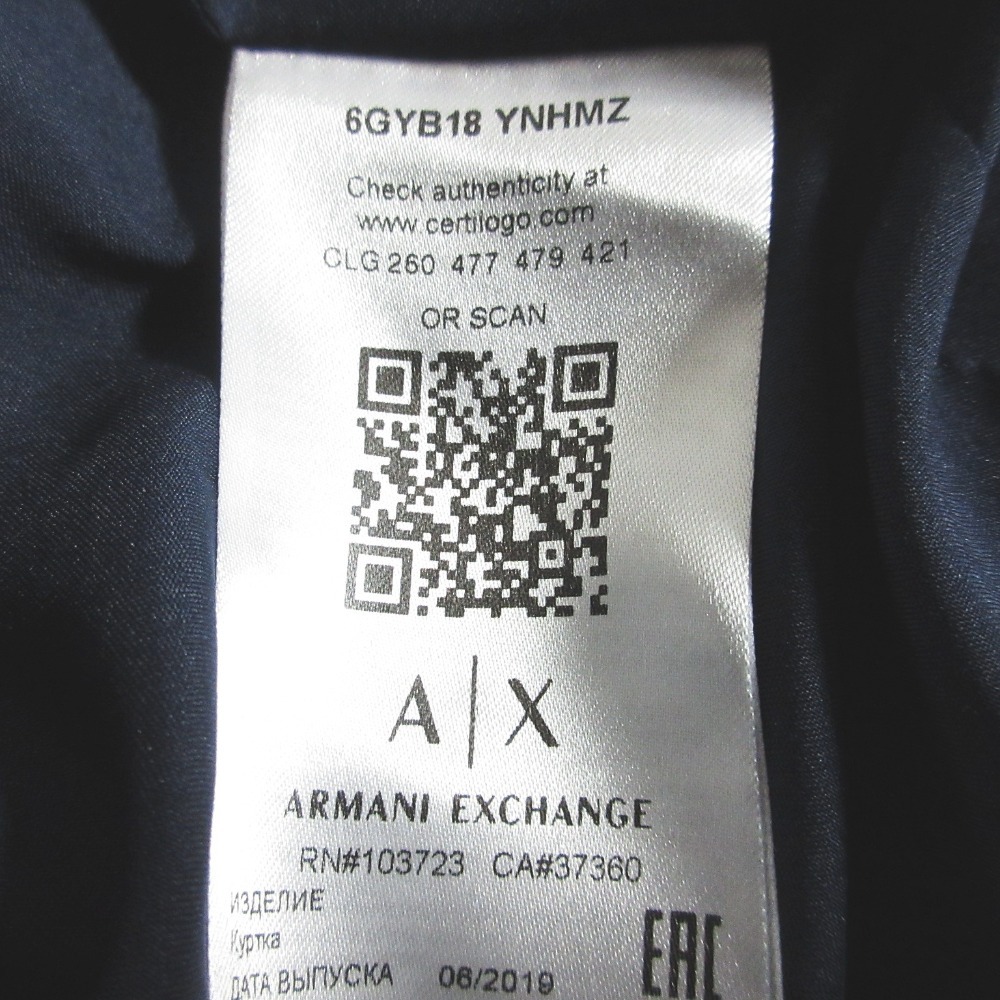 6GYB18 YNHMZ
Check authenticity at
www.certilogo.com
CLG 260 477 479 421
OR SCAN
A|X
ARMANI EXCHANGE
RN#103723 CA#37360
ИЗДЕЛИЕ
Куртка
EAC
ДАТА ВЫПУСКА 06/2019